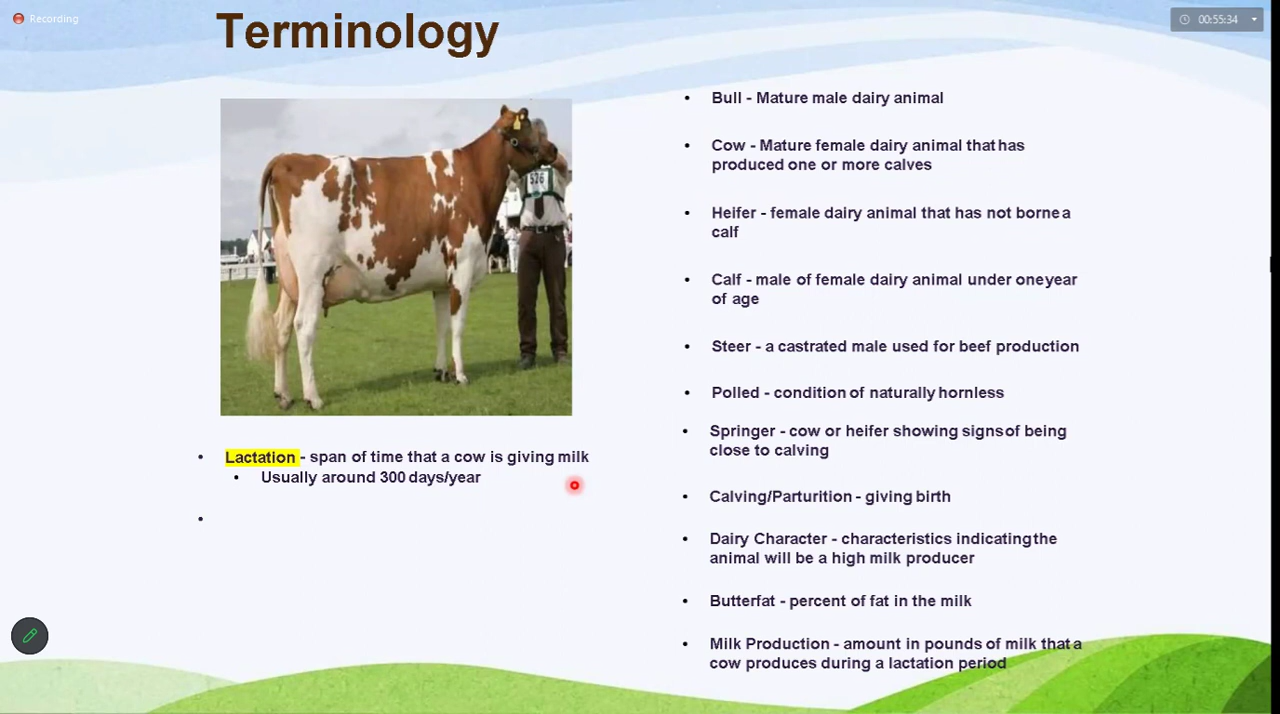 Recording
00:55:34
Terminology
526
• Lactation - span of time that a cow is giving milk
• Usually around 300 days/year
•
• Bull - Mature male dairy animal
• Cow - Mature female dairy animal that has
produced one or more calves
• Heifer - female dairy animal that has not borne a
calf
• Calf - male of female dairy animal under one year
of age
• Steer - a castrated male used for beef production
• Polled - condition of naturally hornless
• Springer - cow or heifer showing signs of being
close to calving
• Calving/Parturition - giving birth
• Dairy Character - characteristics indicating the
animal will be a high milk producer
• Butterfat - percent of fat in the milk
• Milk Production - amount in pounds of milk that a
cow produces during a lactation period